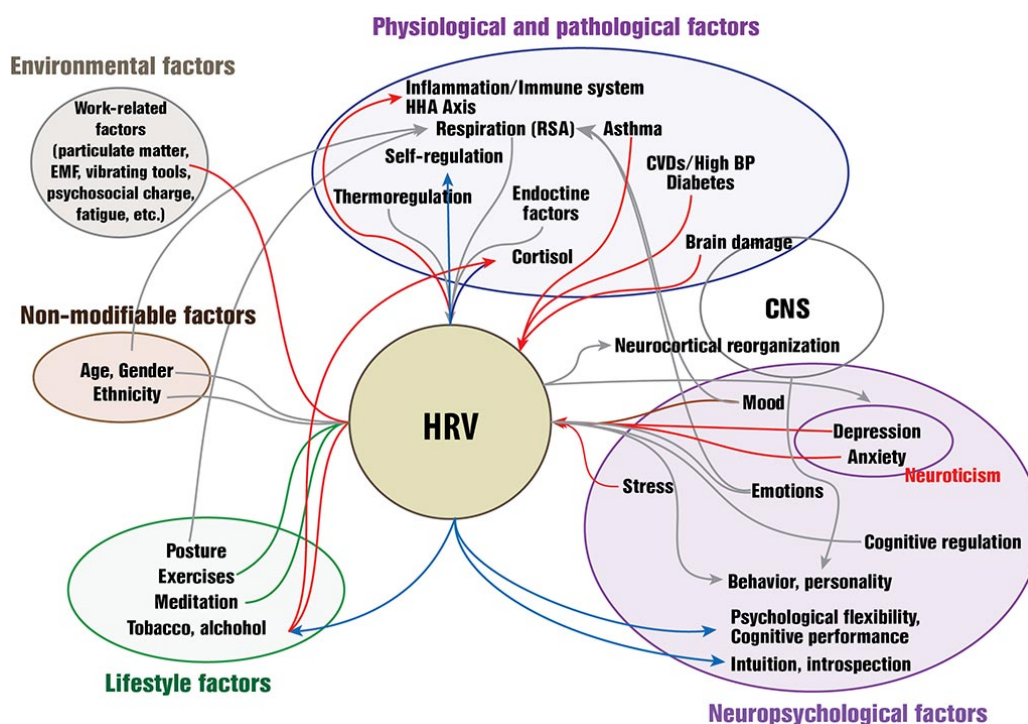 Physiological and pathological factors
Environmental factors
Work-related
factors
(particulate matter,
EMF, vibrating tools,
psychosocial charge,
fatigue, etc.)
Inflammation/Immune system
HHA Axis
Respiration (RSA)
Asthma
Self-regulation
CVDs/High BP
Diabetes
Thermoregulation
Endoctine
factors
Cortisol
Brain damage
CNS
Non-modifiable factors
Age, Gender
Ethnicity
HRV
Neurocortical reorganization
Mood
Depression
Anxiety
Neuroticism
Stress
Emotions
Cognitive regulation
Behavior, personality
Posture
Exercises
Meditation
Tobacco, alchohol
Psychological flexibility,
Cognitive performance
Intuition, introspection
Lifestyle factors
Neuropsychological factors